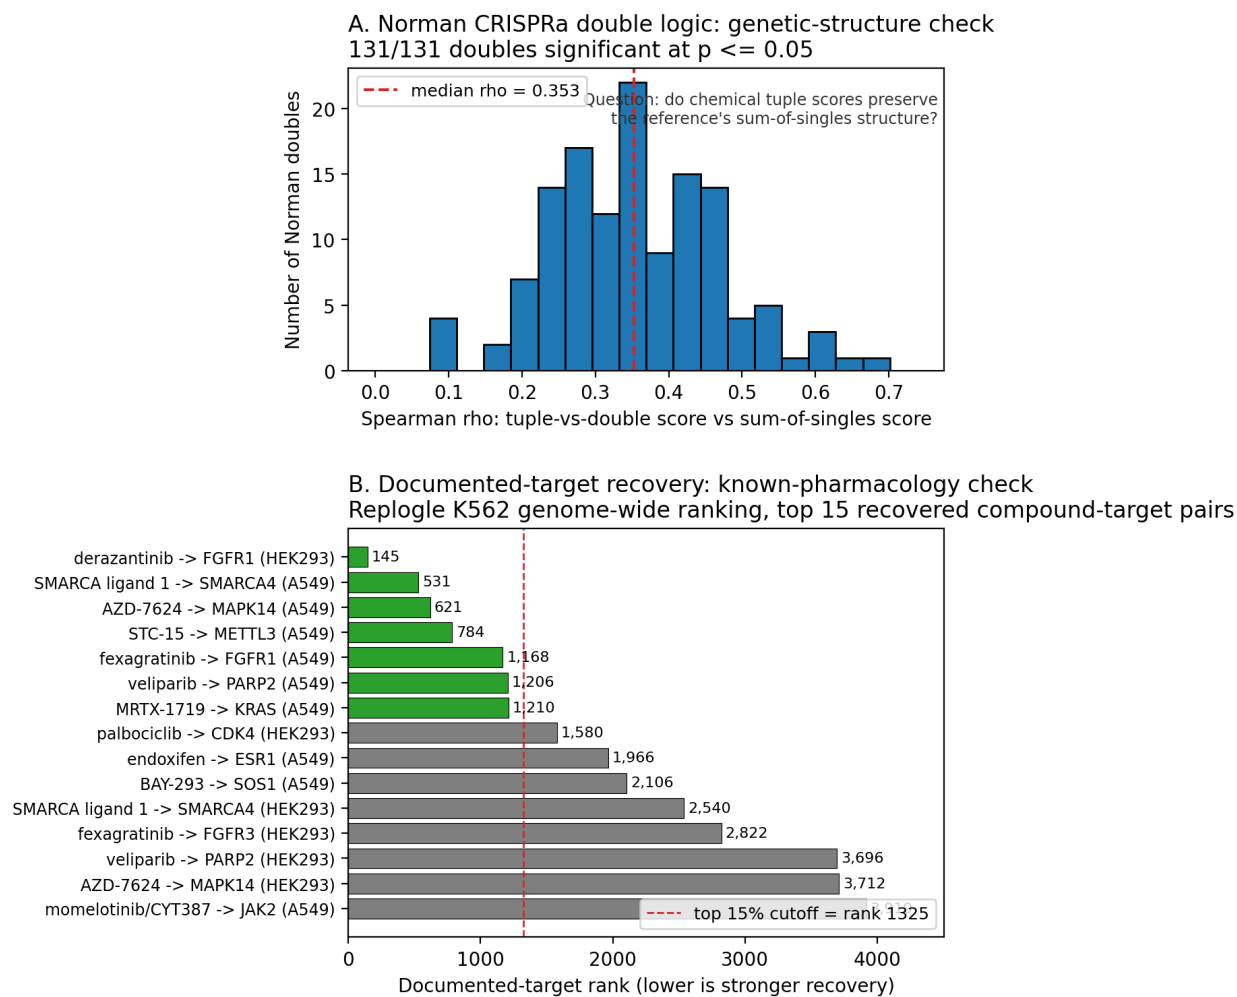 A. Norman CRISPRa double logic: genetic-structure check
131/131 doubles significant at p <= 0.05
median rho = 0.353
Question: do chemical tuple scores preserve
the reference's sum-of-singles structure?
Number of Norman doubles
20
15
10
5
0
0.0 0.1 0.2 0.3 0.4 0.5 0.6 0.7
Spearman rho: tuple-vs-double score vs sum-of-singles score
B. Documented-target recovery: known-pharmacology check
Replogle K562 genome-wide ranking, top 15 recovered compound-target pairs
derazantinib -> FGFR1 (HEK293) 145
SMARCA ligand 1 -> SMARCA4 (A549) 531
AZD-7624 -> MAPK14 (A549) 621
STC-15 -> METTL3 (A549) 784
fexagratinib -> FGFR1 (A549) 1,168
veliparib -> PARP2 (A549) 1,206
MRTX-1719 -> KRAS (A549) 1,210
palbociclib -> CDK4 (HEK293) 1,580
endoxifen -> ESR1 (A549) 1,966
BAY-293 -> SOS1 (A549) 2,106
SMARCA ligand 1 -> SMARCA4 (HEK293) 2,540
fexagratinib -> FGFR3 (HEK293) 2,822
veliparib -> PARP2 (HEK293) 3,696
AZD-7624 -> MAPK14 (HEK293) 3,712
momelotinib/CYT387 -> JAK2 (A549)
top 15% cutoff = rank 1325
0 1000 2000 3000 4000
Documented-target rank (lower is stronger recovery)